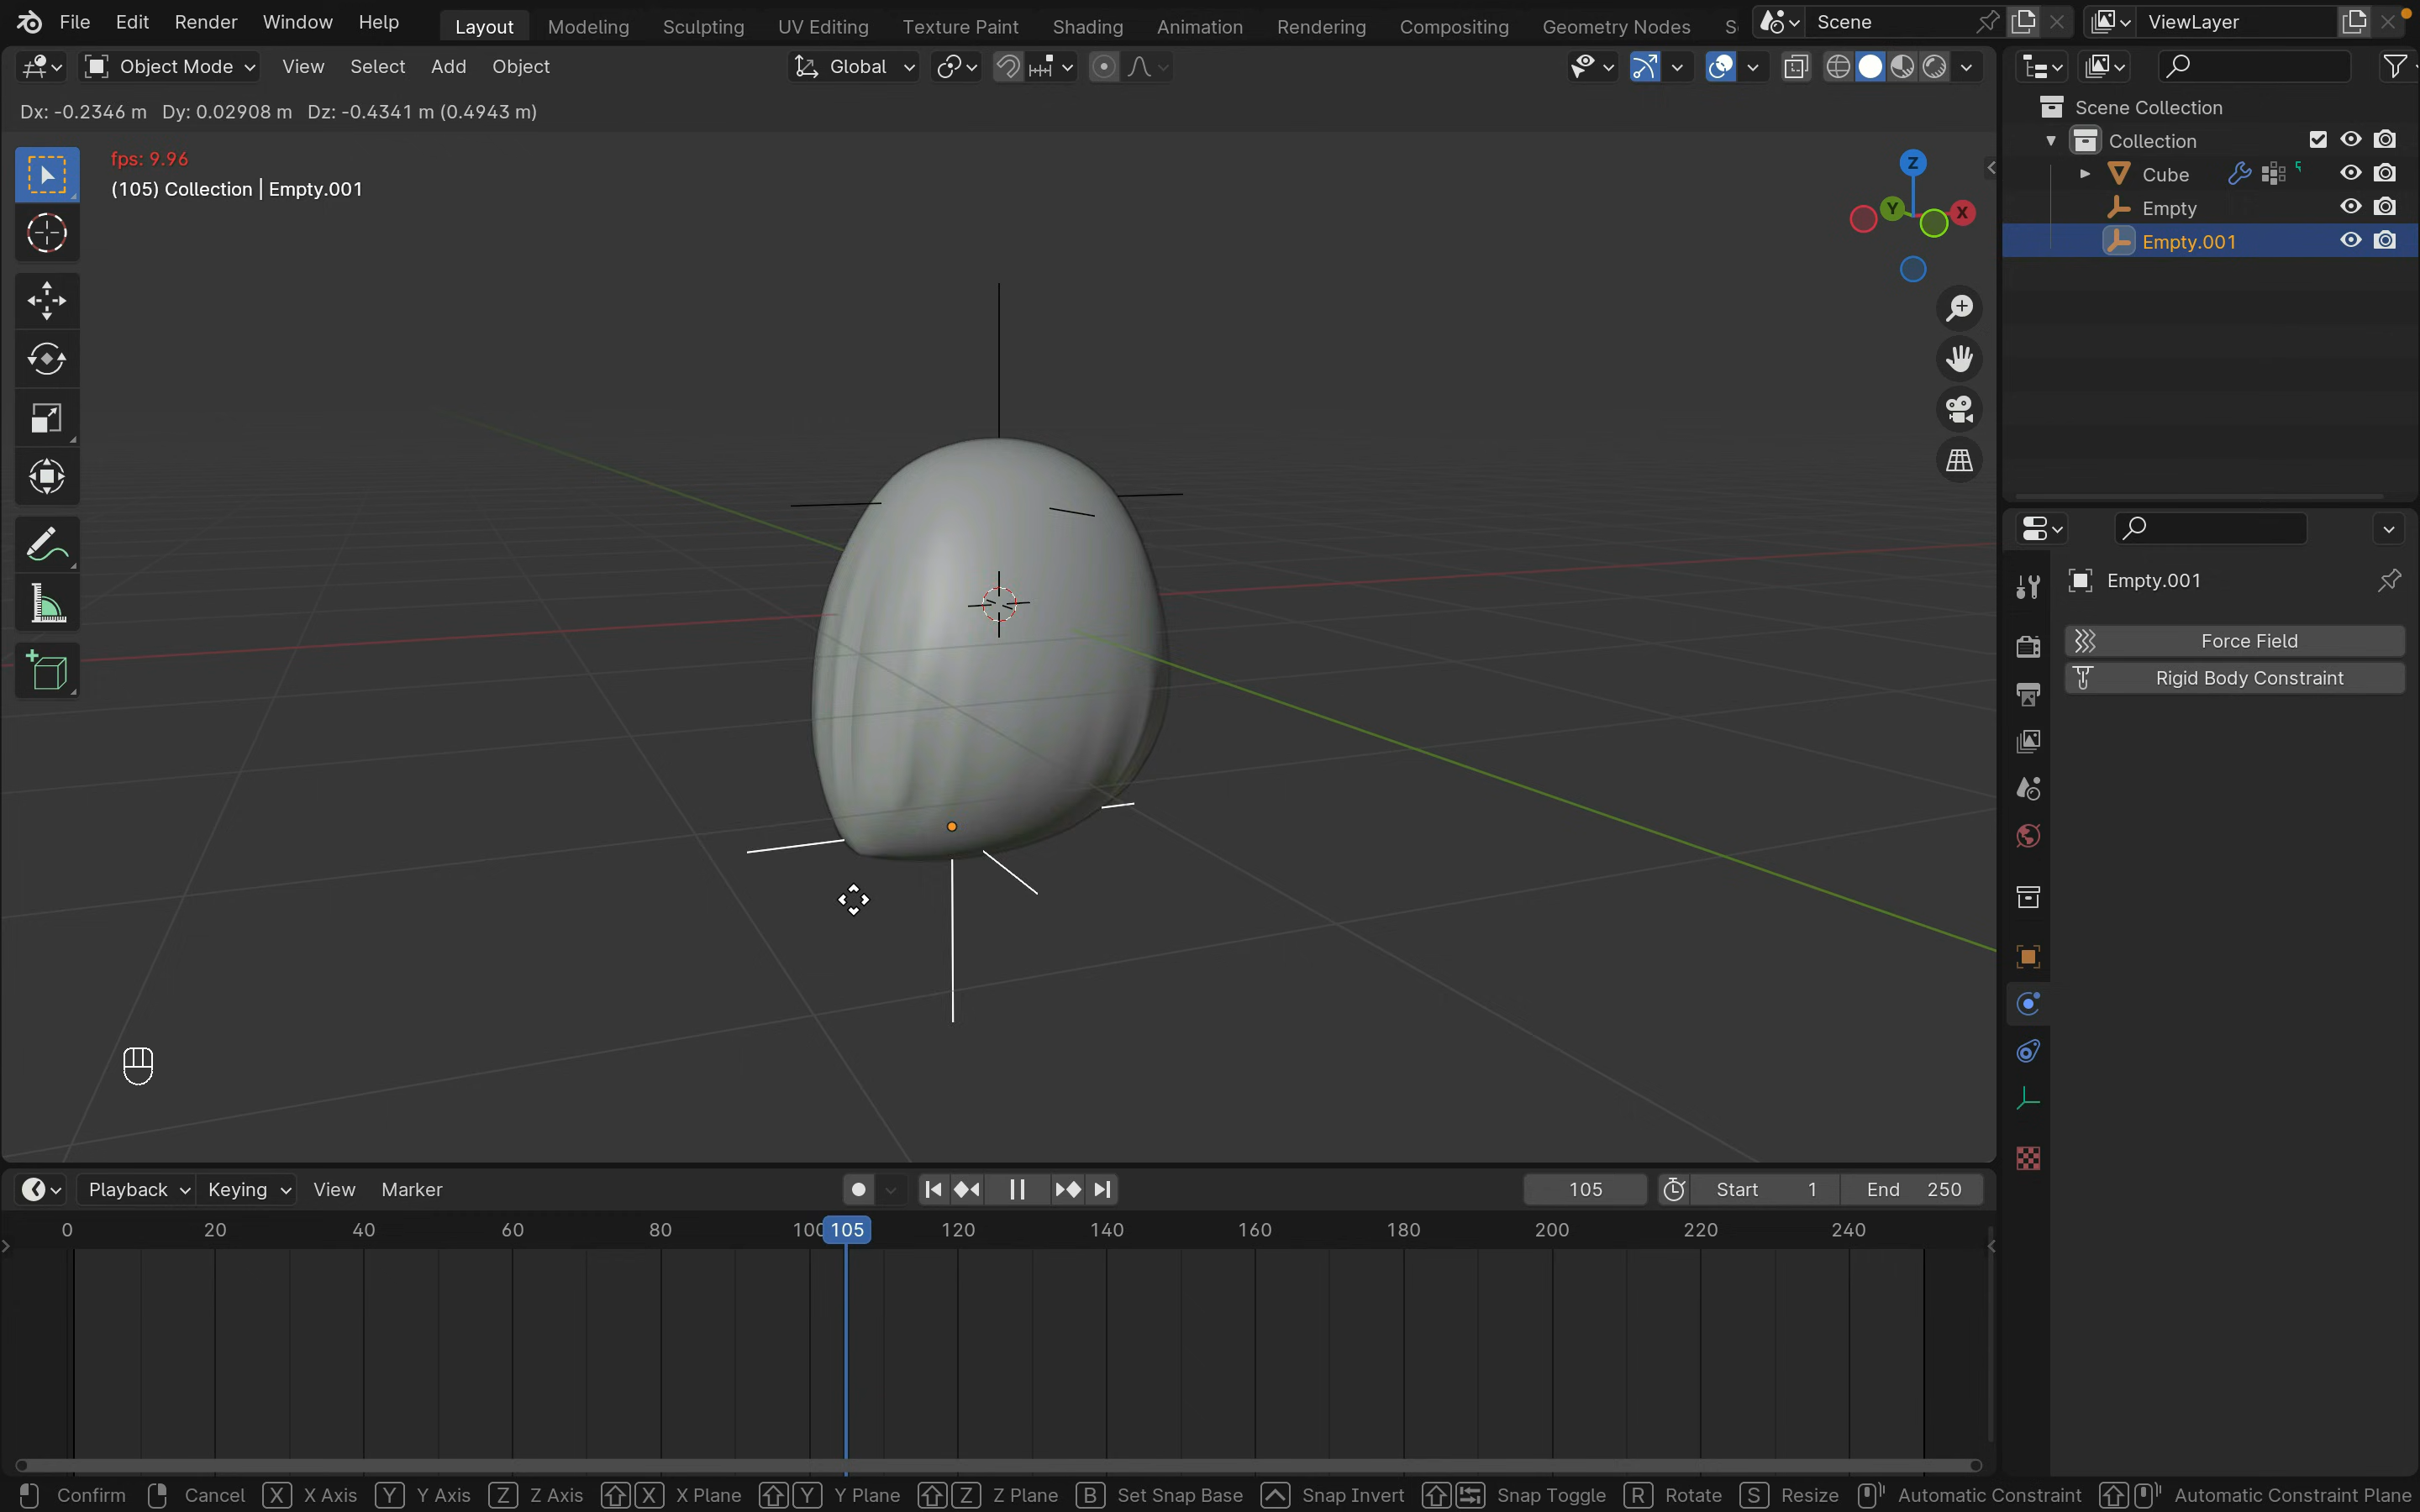 File Edit Render Window Help Layout Modeling Sculpting UV Editing Texture Paint Shading Animation Rendering Compositing Geometry Nodes Scene ViewLayer
Object Mode View Select Add Object Global
Dx: -0.2346 m Dy: 0.02908 m Dz: -0.4341 m (0.4943 m)
fps: 9.96
(105) Collection | Empty.001
Z
Y
X
Scene Collection
Collection
Cube
Empty
Empty.001
Empty.001
Force Field
Rigid Body Constraint
Playback Keying View Marker 105 Start 1 End 250
0 20 40 60 80 100 105 120 140 160 180 200 220 240
Confirm Cancel X X Axis Y Y Axis Z Z Axis X X Plane Y Y Plane Z Z Plane B Set Snap Base Snap Invert Snap Toggle R Rotate S Resize Automatic Constraint Automatic Constraint Plane